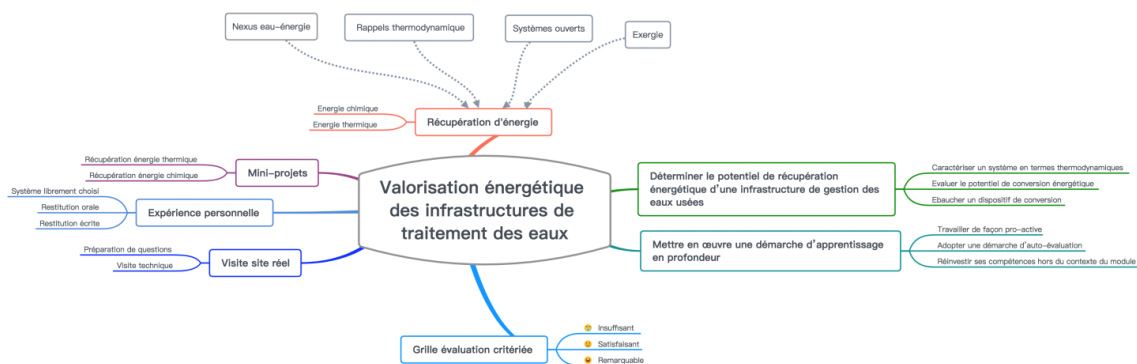 Nexus eau-énergie
Rappels thermodynamique
Systèmes ouverts
Exergie
Energie chimique
Energie thermique
Récupération d'énergie
Récupération énergie thermique
Récupération énergie chimique
Mini-projets
Système librement choisi
Restitution orale
Restitution écrite
Expérience personnelle
Préparation de questions
Visite technique
Visite site réel
Valorisation énergétique
des infrastructures de
traitement des eaux
Déterminer le potentiel de récupération
énergétique d'une infrastructure de gestion des
eaux usées
Caractériser un système en termes thermodynamiques
Evaluer le potentiel de conversion énergétique
Ebaucher un dispositif de conversion
Mettre en œuvre une démarche d'apprentissage
en profondeur
Travailler de façon pro-active
Adopter une démarche d'auto-évaluation
Réinvestir ses compétences hors du contexte du module
Grille évaluation critériée
Insuffisant
Satisfaisant
Remarquable